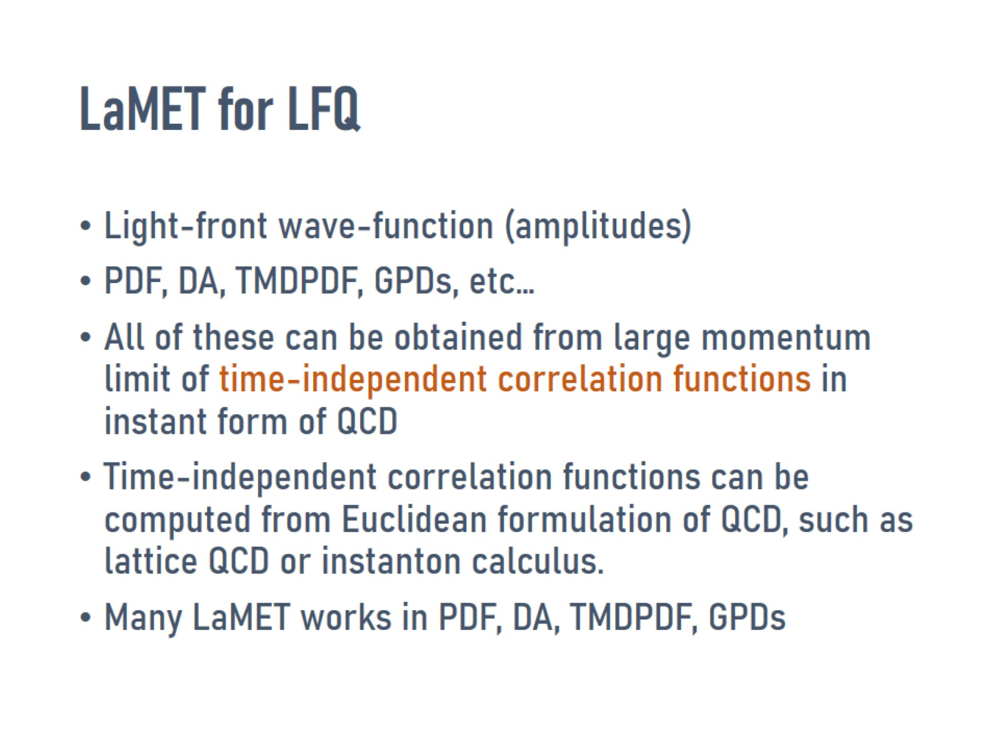 LaMET for LFQ
• Light-front wave-function (amplitudes)
• PDF, DA, TMDPDF, GPDs, etc...
• All of these can be obtained from large momentum
limit of time-independent correlation functions in
instant form of QCD
• Time-independent correlation functions can be
computed from Euclidean formulation of QCD, such as
lattice QCD or instanton calculus.
• Many LaMET works in PDF, DA, TMDPDF, GPDs